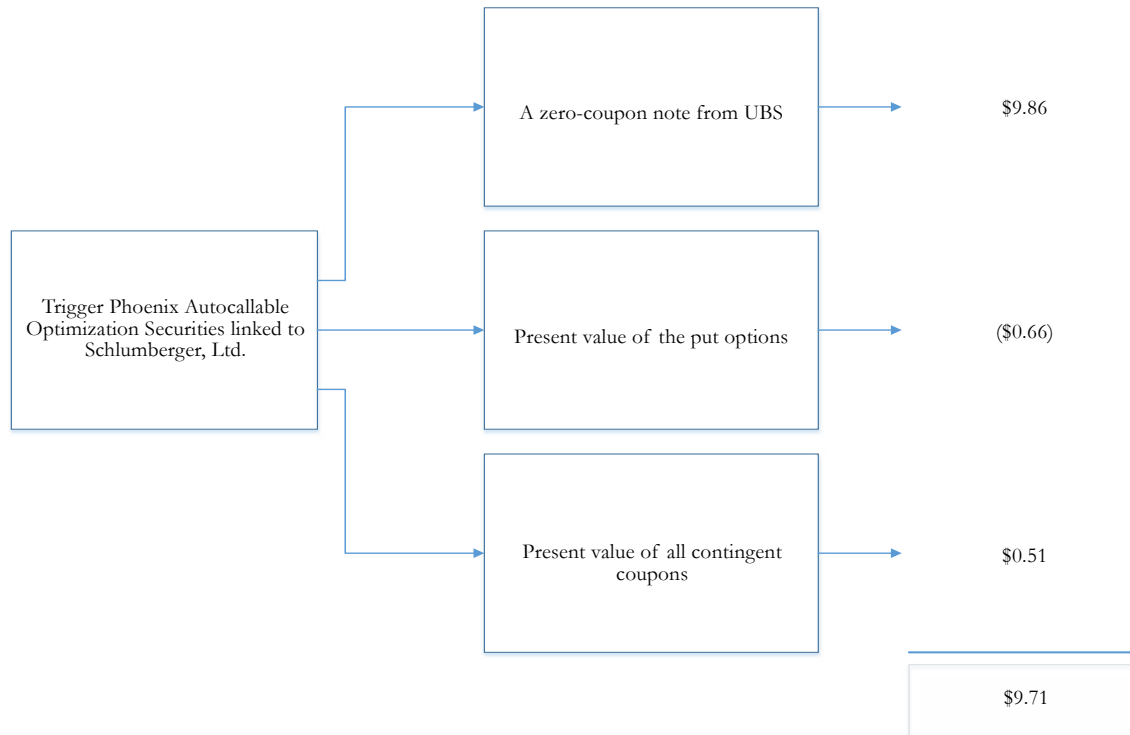 A zero-coupon note from UBS
$9.86
Trigger Phoenix Autocallable
Optimization Securities linked to
Schlumberger, Ltd.
Present value of the put options
($0.66)
Present value of all contingent
coupons
$0.51
$9.71